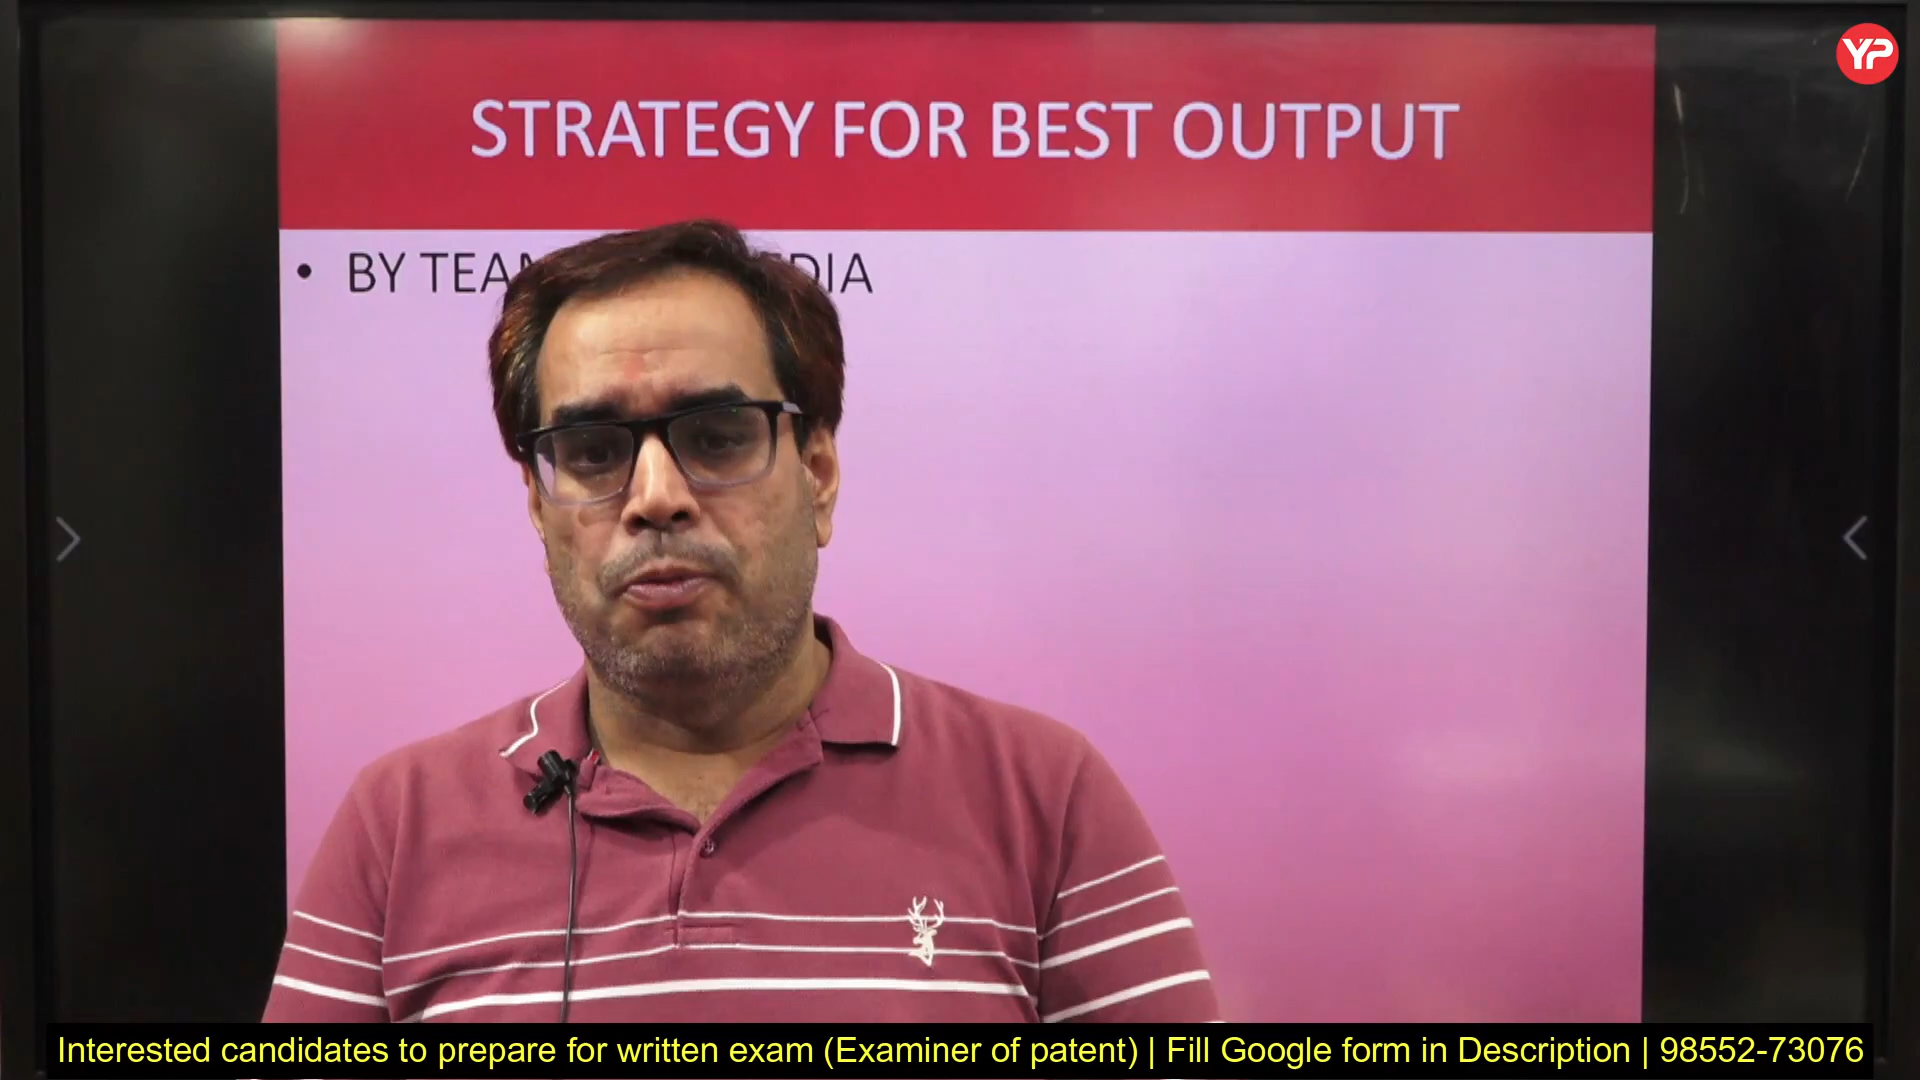 YP
STRATEGY FOR BEST OUTPUT
• BY TEA DIA
Interested candidates to prepare for written exam (Examiner of patent) | Fill Google form in Description | 98552-73076